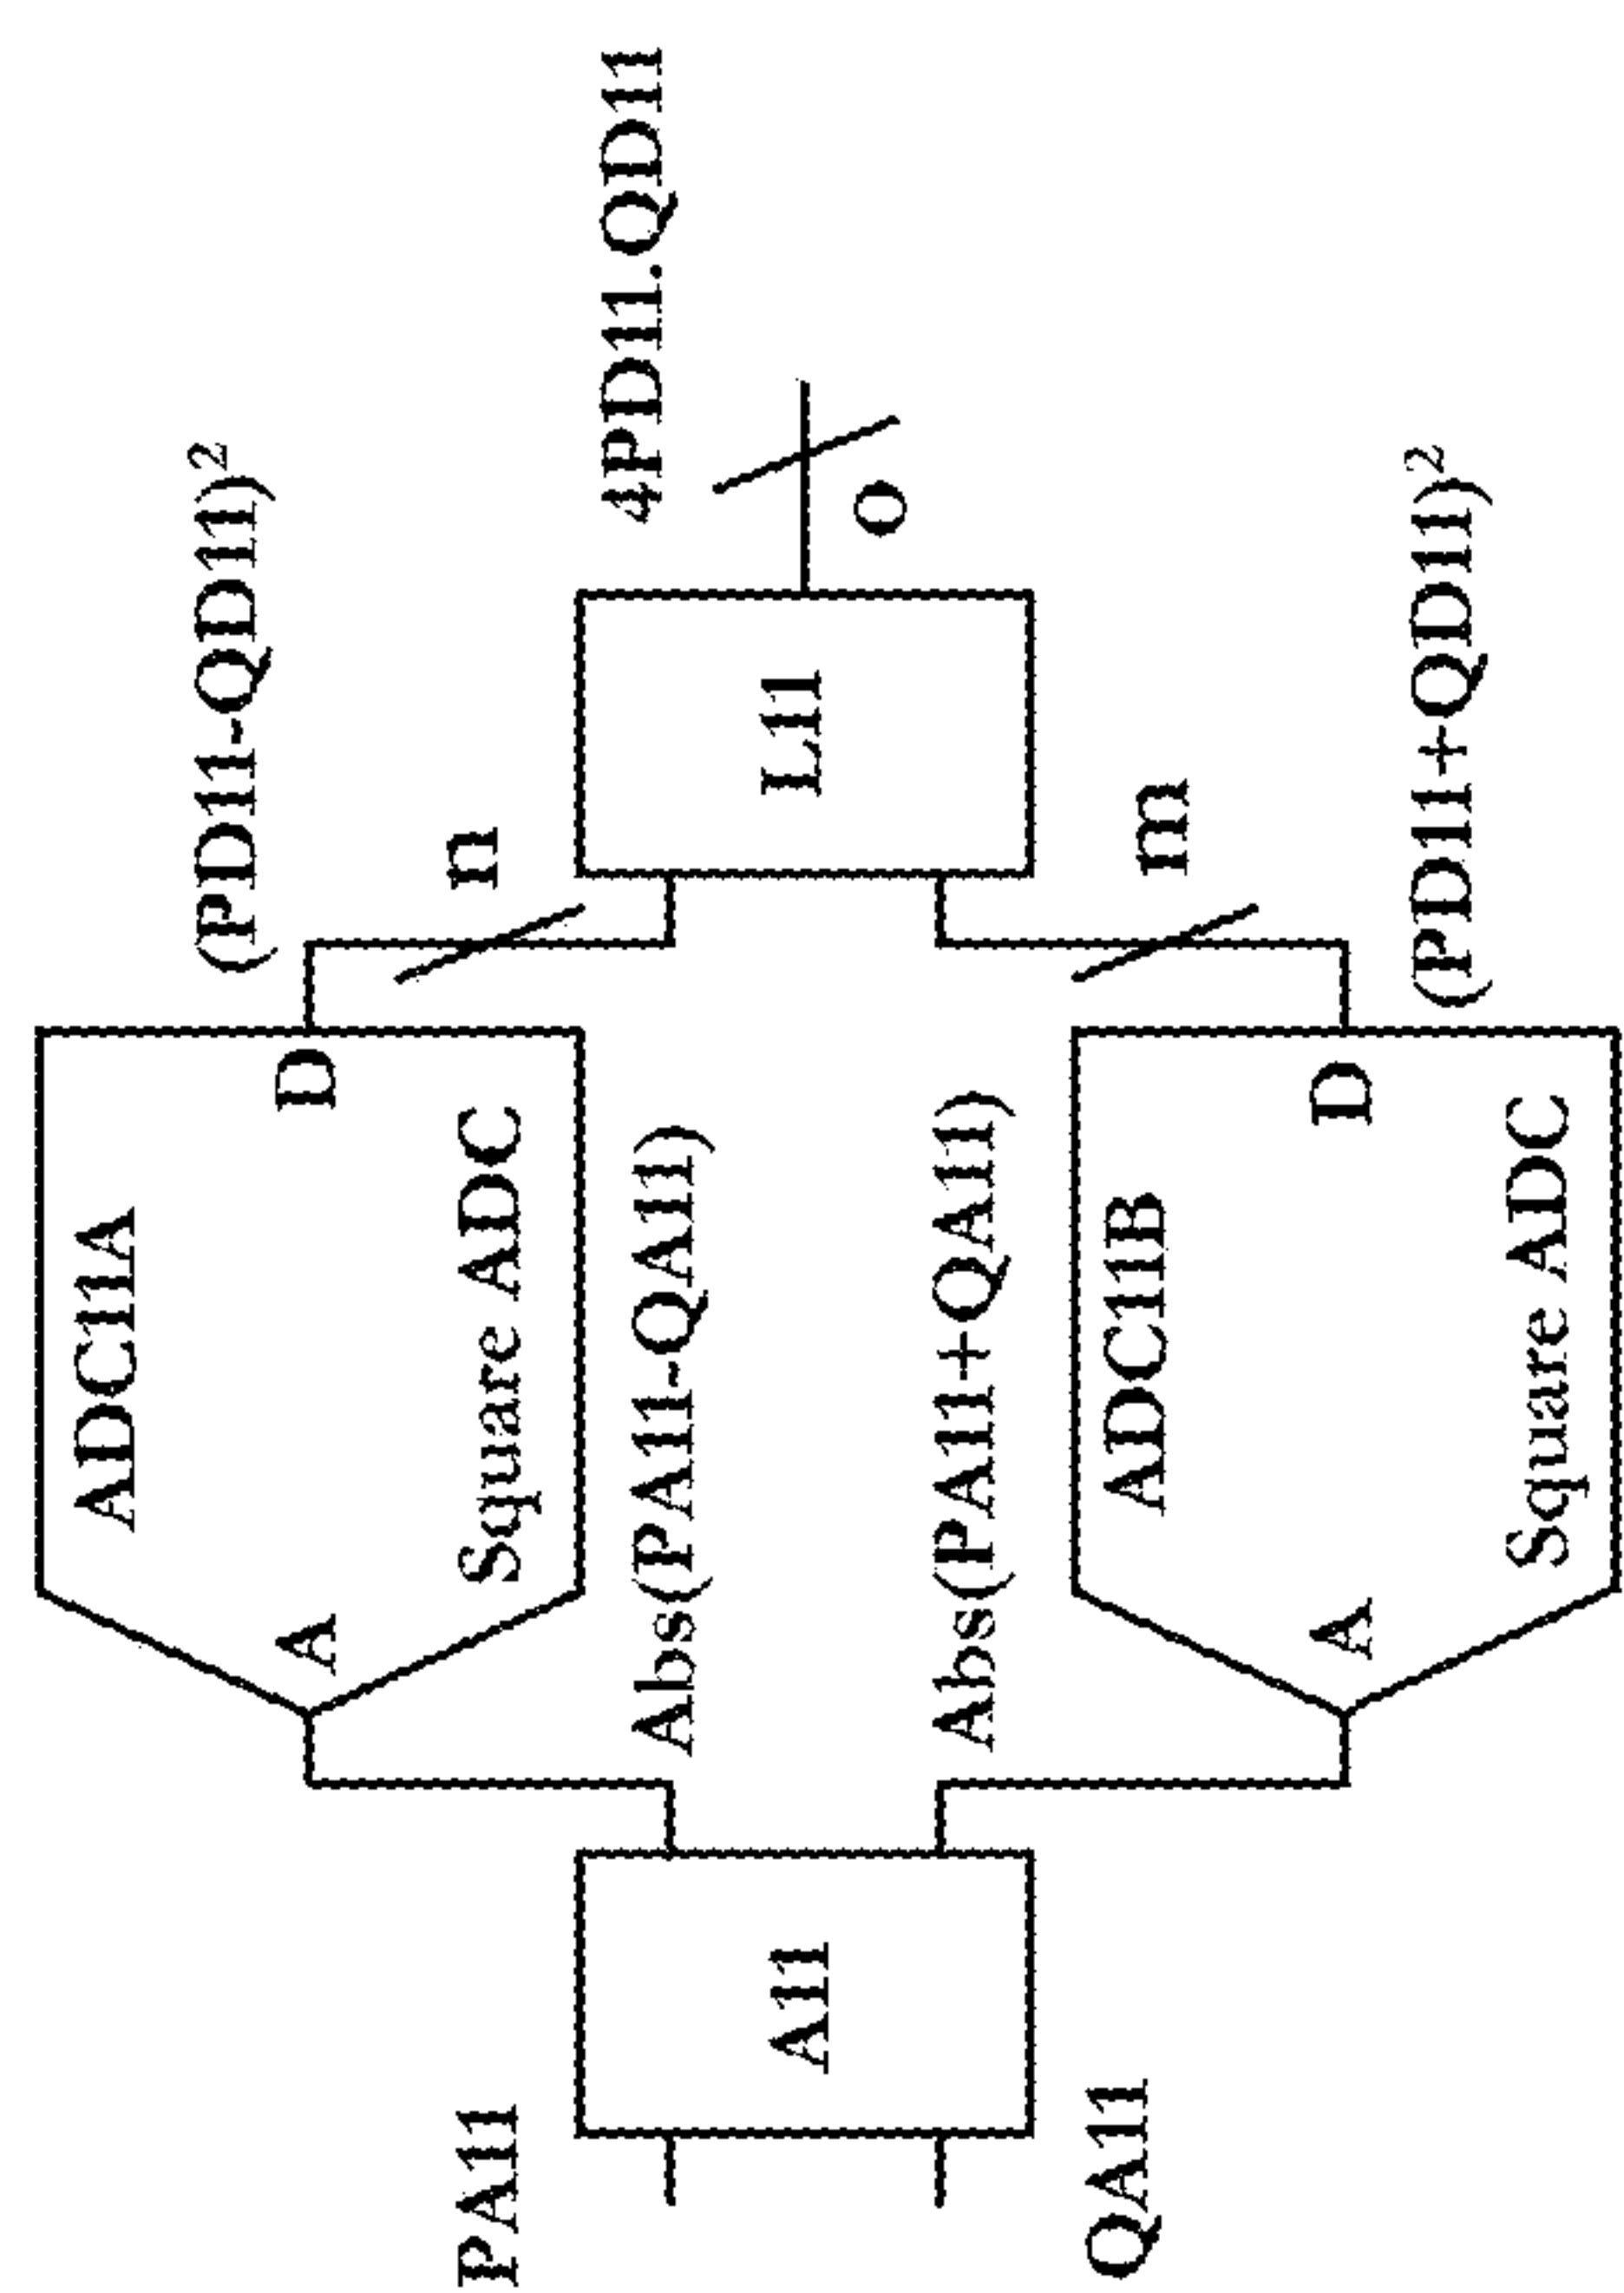 PA11
QA11
A11
ADC11A
A
D
Square ADC
Abs(PA11-QA11)
Abs(PA11+QA11)
ADC11B
A
D
Square ADC
(PD11-QD11)²
n
m
(PD11+QD11)²
L11
4PD11.QD11
o